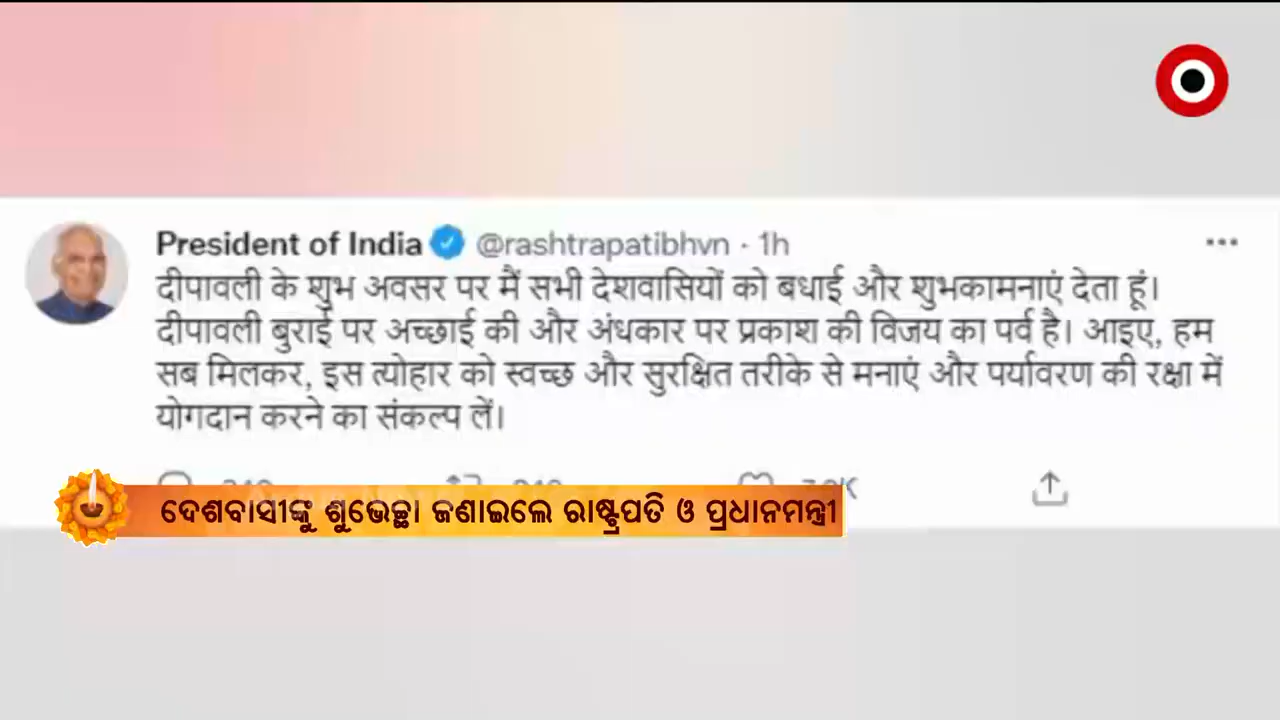 President of India @rashtrapatibhvn · 1h
दीपावली के शुभ अवसर पर मैं सभी देशवासियों को बधाई और शुभकामनाएं देता हूं।
दीपावली बुराई पर अच्छाई की और अंधकार पर प्रकाश की विजय का पर्व है। आइए, हम
सब मिलकर, इस त्योहार को स्वच्छ और सुरक्षित तरीके से मनाएं और पर्यावरण की रक्षा में
योगदान करने का संकल्प लें।
ଦେଶବାସୀଙ୍କୁ ଶୁଭେଚ୍ଛା ଜଣାଇଲେ ରାଷ୍ଟ୍ରପତି ଓ ପ୍ରଧାନମନ୍ତ୍ରୀ